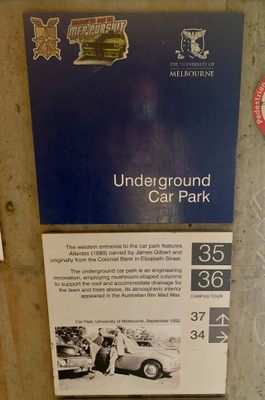 MFP PURSUIT
THE UNIVERSITY OF
MELBOURNE
Pedestrian
Underground
Car Park
The western entrance to the car park features
Atlantes (1880) carved by James Gilbert and
originally from the Colonial Bank in Elizabeth Street.
The underground car park is an engineering
innovation, employing mushroom-shaped columns
to support the roof and accommodate drainage for
the lawn and trees above. Its atmospheric interior
appeared in the Australian film Mad Max.
35
36
CAMPUS TOUR
37
34
Car Park, University of Melbourne, September 1953.